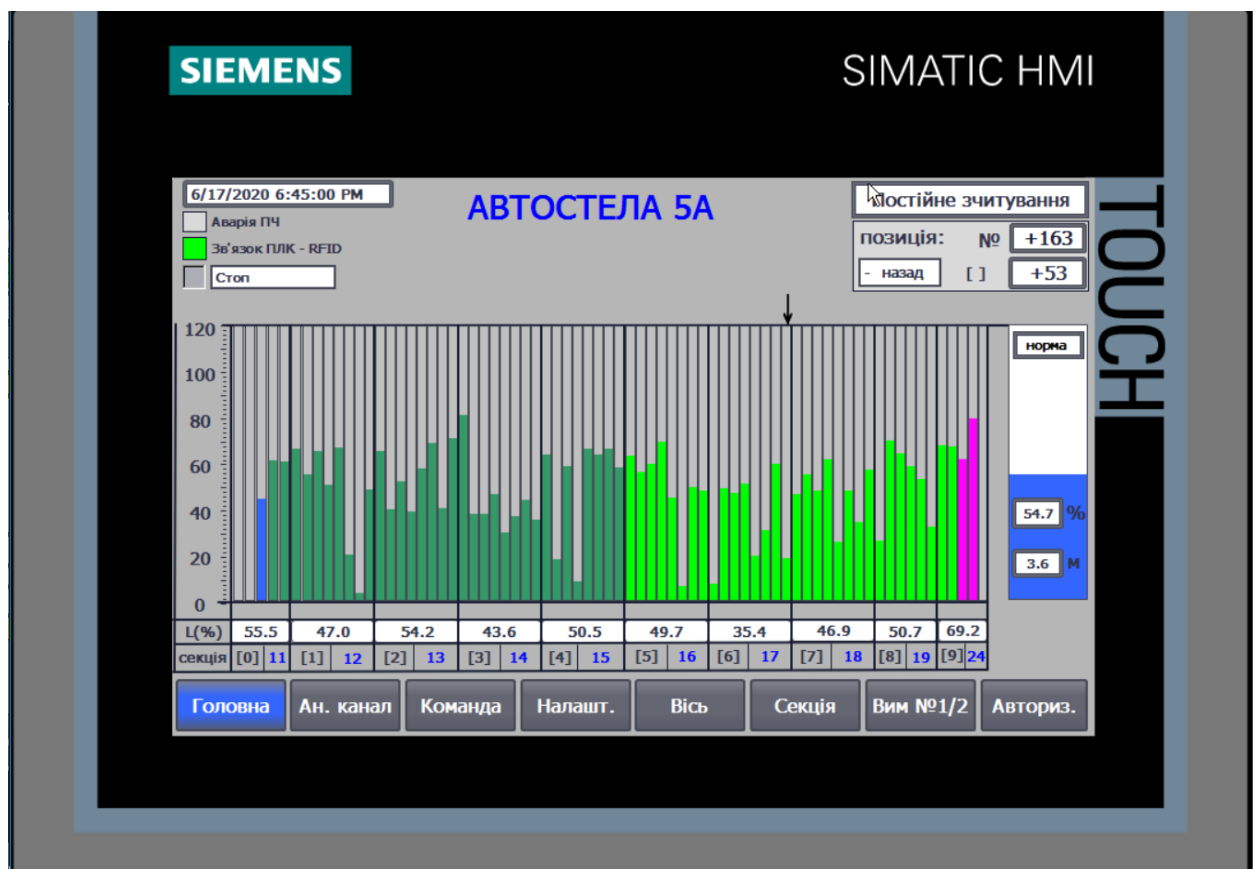 SIEMENS
SIMATIC HMI
TOUCH
6/17/2020 6:45:00 PM
АВТОСТЕЛА 5А
Постійне зчитування
Аварія ПЧ
Зв'язок ПЛК - RFID
Стоп
позиція: № +163
- назад [ ] +53
120
100
80
60
40
20
0
норма
54.7 %
3.6 м
L(%) 55.5 47.0 54.2 43.6 50.5 49.7 35.4 46.9 50.7 69.2
секція [0] 11 [1] 12 [2] 13 [3] 14 [4] 15 [5] 16 [6] 17 [7] 18 [8] 19 [9] 24
Головна Ан. канал Команда Налашт. Вісь Секція Вим №1/2 Авториз.